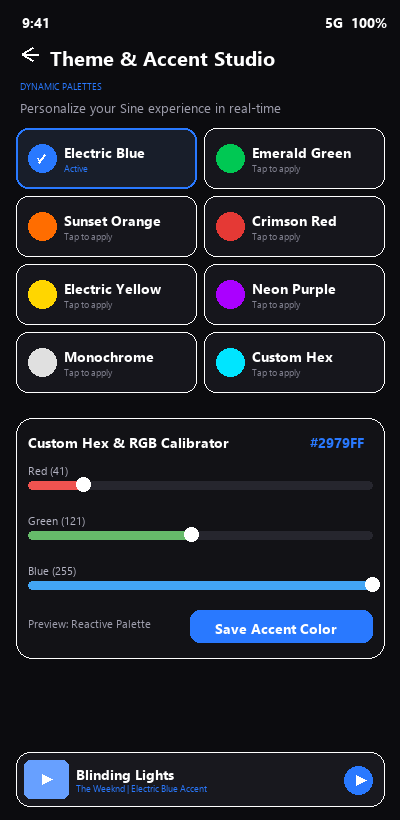 9:41
5G 100%
Theme & Accent Studio
DYNAMIC PALETTES
Personalize your Sine experience in real-time
Electric Blue
Active
Emerald Green
Tap to apply
Sunset Orange
Tap to apply
Crimson Red
Tap to apply
Electric Yellow
Tap to apply
Neon Purple
Tap to apply
Monochrome
Tap to apply
Custom Hex
Tap to apply
Custom Hex & RGB Calibrator
#2979FF
Red (41)
Green (121)
Blue (255)
Preview: Reactive Palette
Save Accent Color
Blinding Lights
The Weeknd | Electric Blue Accent